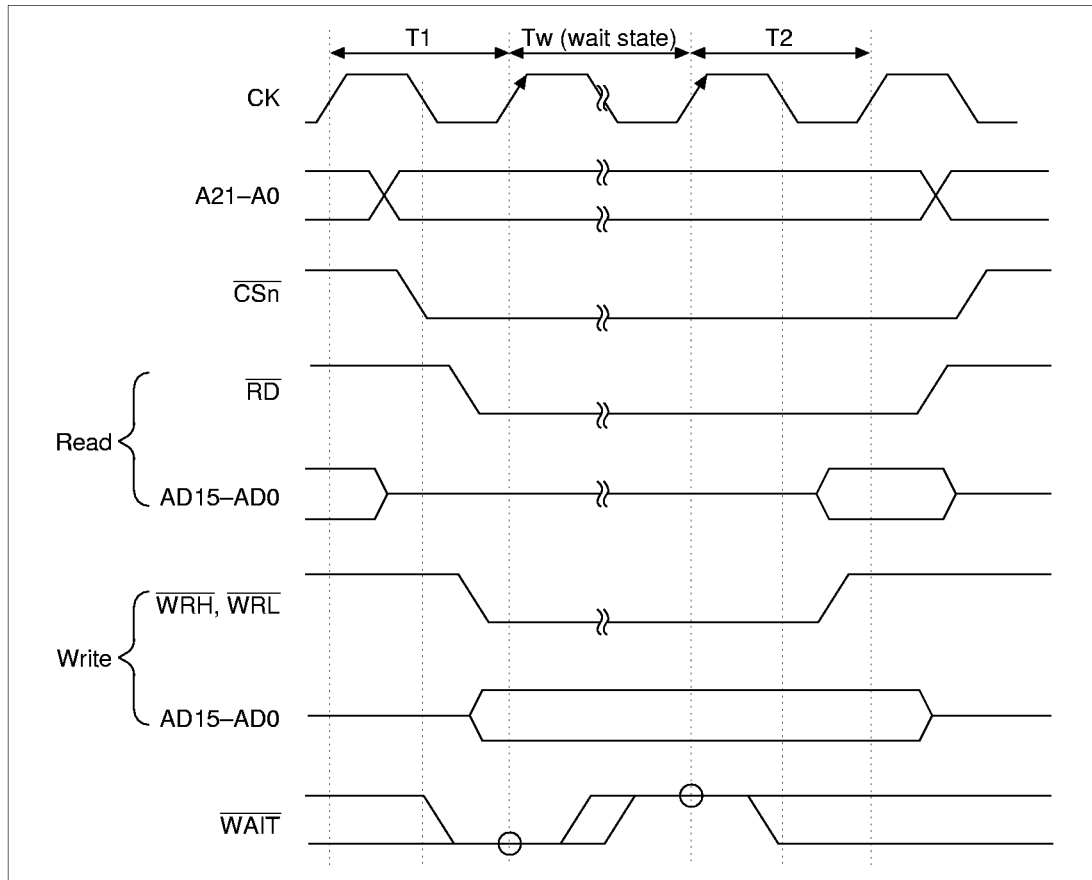 T1 Tw (wait state) T2
CK
A21–A0
CSn
RD
Read
AD15–AD0
WRH, WRL
Write
AD15–AD0
WAIT